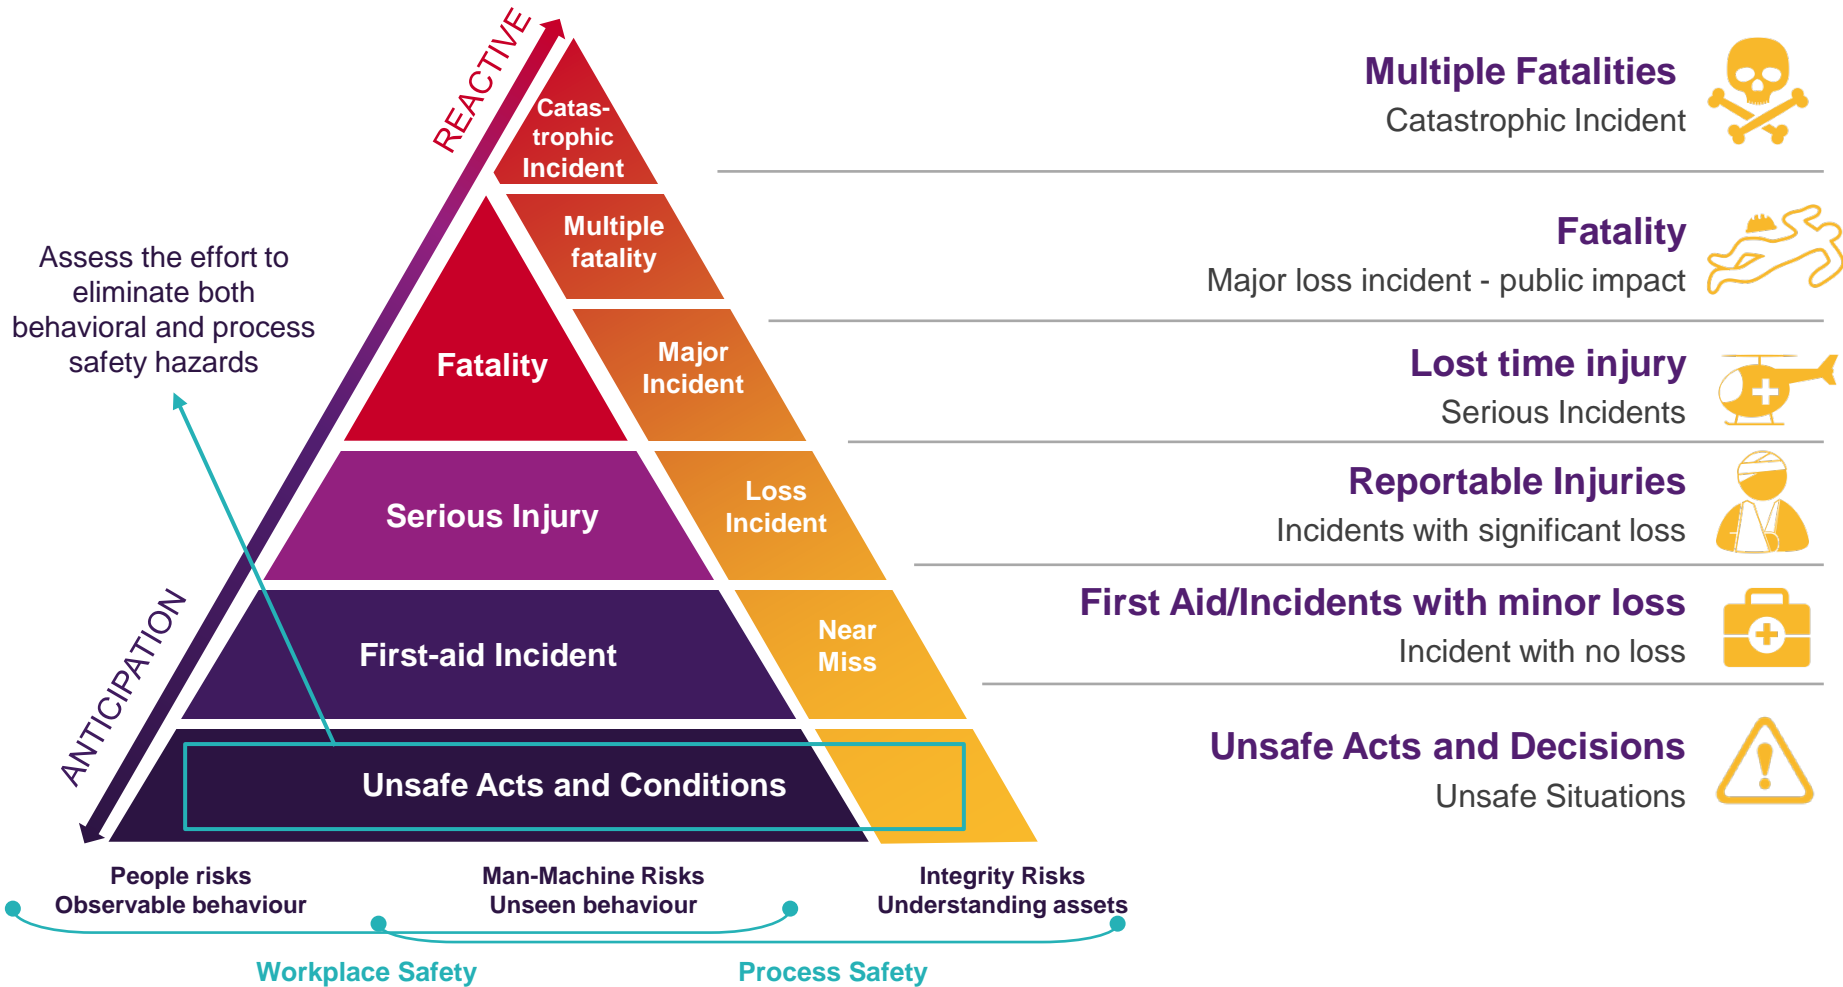 REACTIVE
ANTICIPATION
Assess the effort to
eliminate both
behavioral and process
safety hazards
Catas-
trophic
Incident
Multiple
fatality
Major
Incident
Loss
Incident
Near
Miss
Fatality
Serious Injury
First-aid Incident
Unsafe Acts and Conditions
People risks
Observable behaviour
Man-Machine Risks
Unseen behaviour
Integrity Risks
Understanding assets
Workplace Safety
Process Safety
Multiple Fatalities
Catastrophic Incident
Fatality
Major loss incident - public impact
Lost time injury
Serious Incidents
Reportable Injuries
Incidents with significant loss
First Aid/Incidents with minor loss
Incident with no loss
Unsafe Acts and Decisions
Unsafe Situations